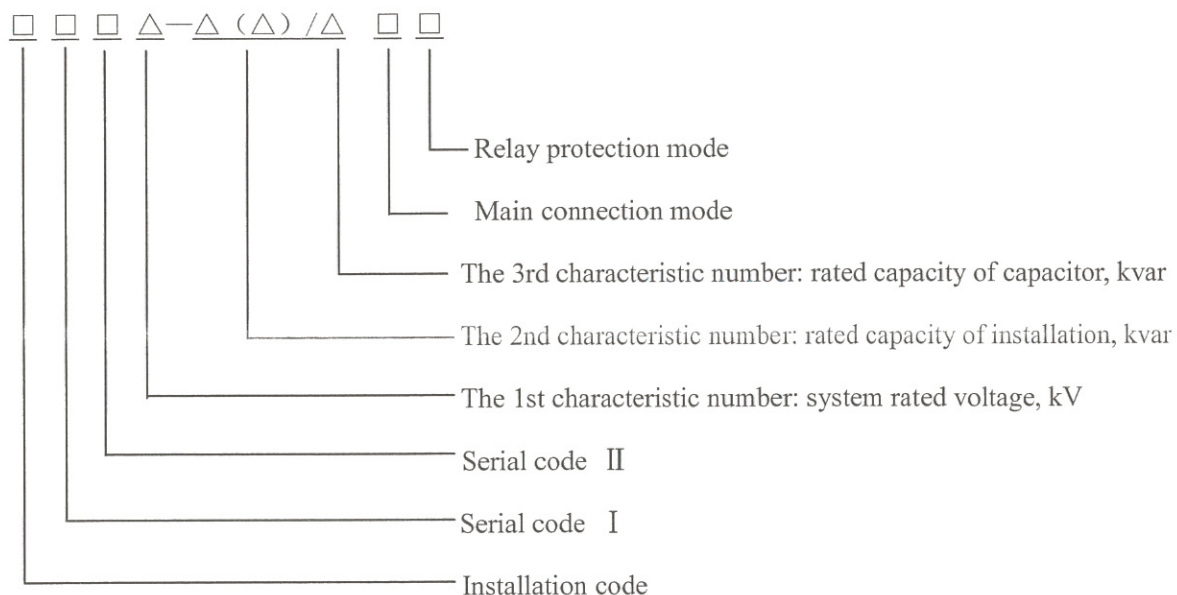 □ □ □ △—△（△）/△ □ □
Relay protection mode
Main connection mode
The 3rd characteristic number: rated capacity of capacitor, kvar
The 2nd characteristic number: rated capacity of installation, kvar
The 1st characteristic number: system rated voltage, kV
Serial code Ⅱ
Serial code Ⅰ
Installation code